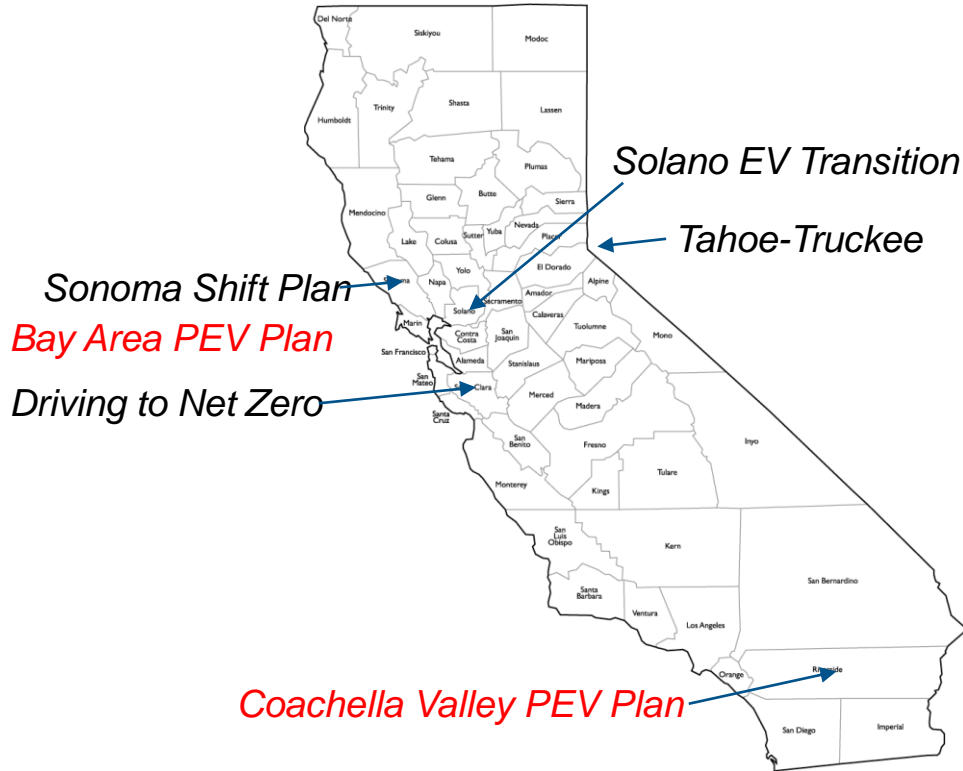 Del Norte
Siskiyou
Modoc
Humboldt
Trinity
Shasta
Lassen
Tehama
Plumas
Solano EV Transition
Glenn
Butte
Sierra
Mendocino
Nevada
Yuba
Sutter
Placer
Lake
Colusa
Tahoe-Truckee
Yolo
El Dorado
Napa
Alpine
Sonoma Shift Plan
Sacramento
Amador
Solano
Calaveras
Marin
Bay Area PEV Plan
Contra
Costa
San
Joaquin
Tuolumne
Mono
San Francisco
Alameda
Stanislaus
Mariposa
San
Mateo
Driving to Net Zero
Merced
Madera
Santa
Cruz
San
Benito
Fresno
Inyo
Tulare
Monterey
Kings
San
Luis
Obispo
Kern
San Bernardino
Santa
Barbara
Ventura
Los Angeles
Orange
Riverside
Coachella Valley PEV Plan
San Diego
Imperial